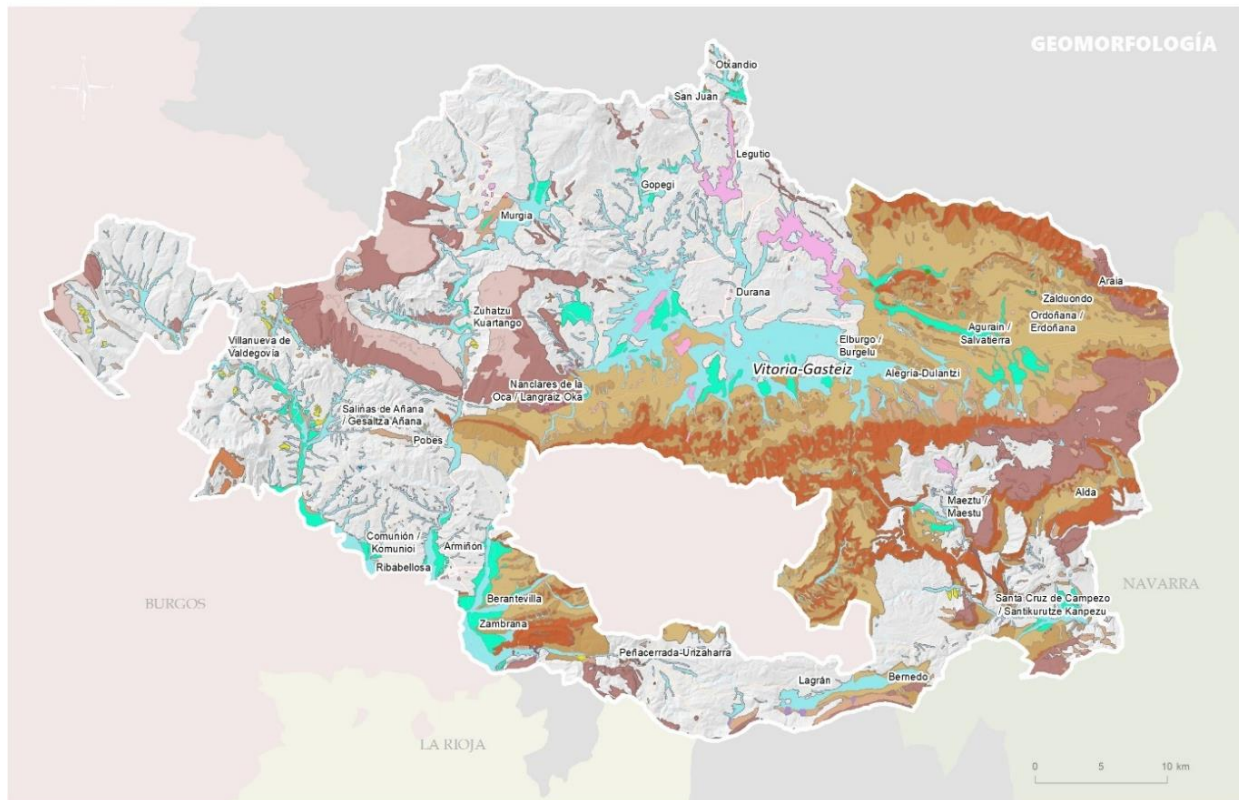 GEOMORFOLOGÍA
Otxandio
San Juan
Legutio
Gopegi
Murgia
Araia
Durana
Zalduondo
Zuhatzu
Kuartango
Ordoñana /
Erdoñana
Agurain /
Salvatierra
Villanueva de
Valdegovia
Elburgo /
Burgelu
Vitoria-Gasteiz
Alegria-Dulantzi
Nanclares de la
Oca / Langraiz Oka
Salinas de Añana
/ Gesaltza Añana
Pobes
Alda
Maeztu /
Maestu
Comunión /
Komunioi
Armiñón
Ribabellosa
NAVARRA
Berantevilla
Santa Cruz de Campezo
/ Santikurutze Kanpezu
BURGOS
Zambrana
Peñacerrada-Urizaharra
Lagrán
Bernedo
LA RIOJA
0 5 10 km